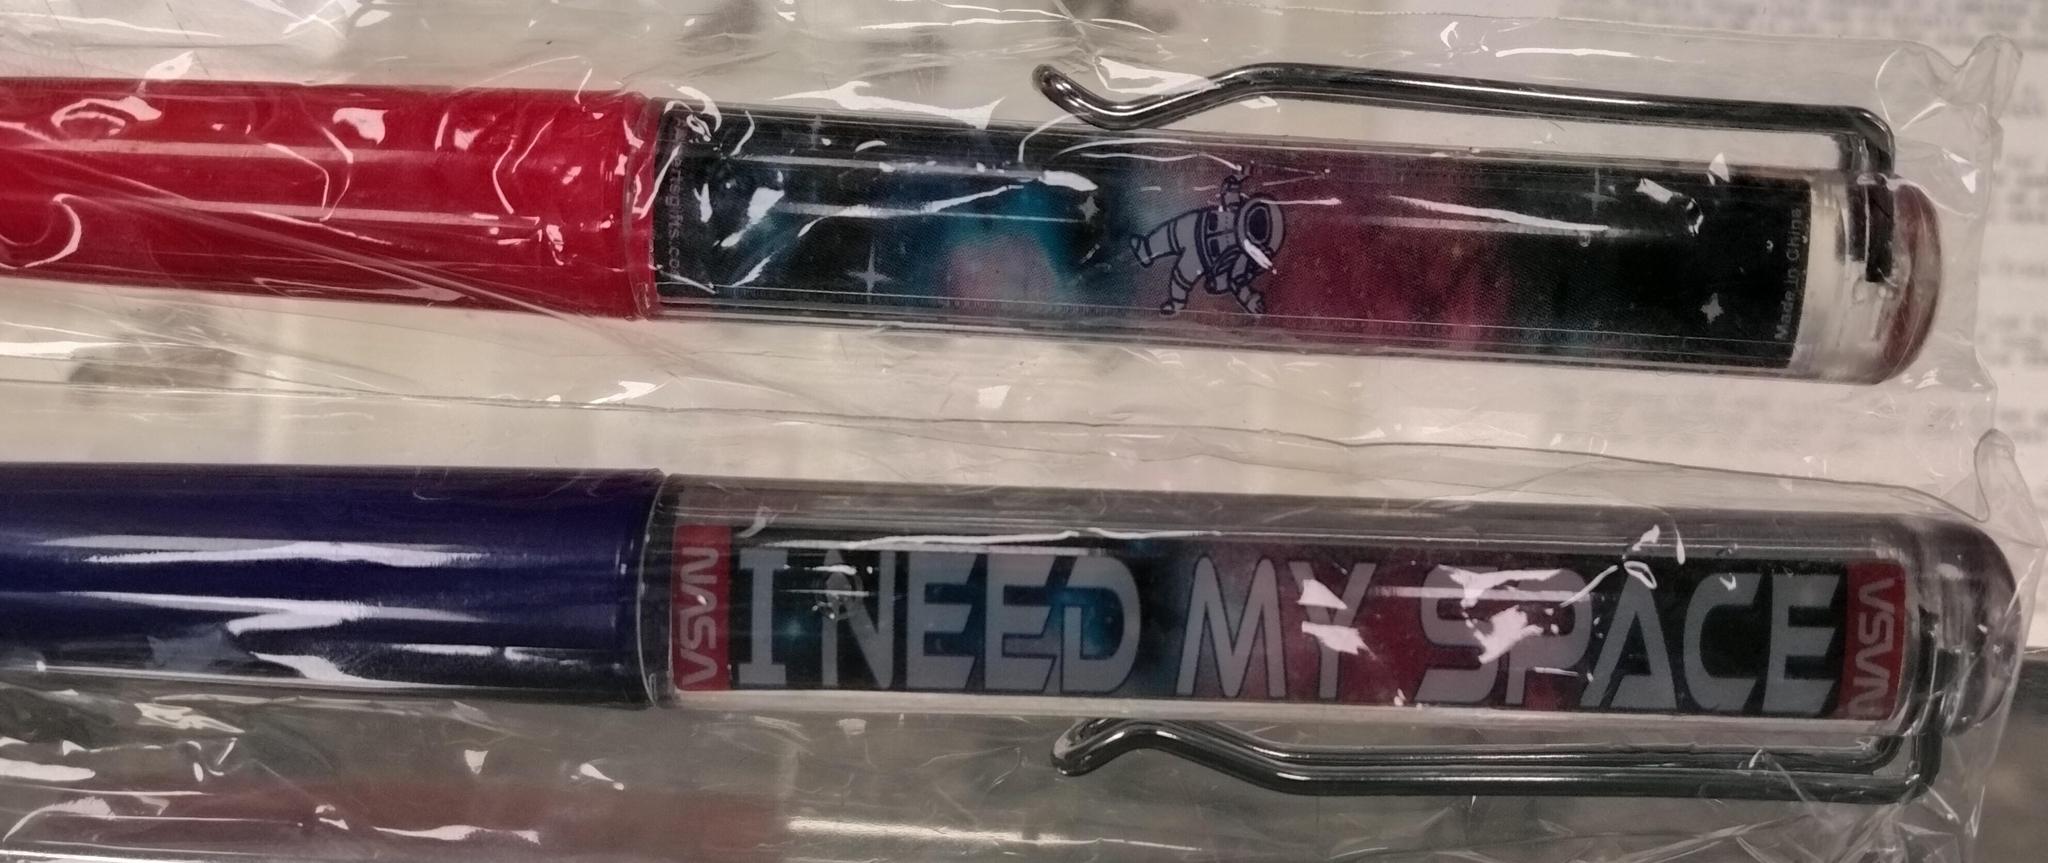 Made in China
NASA
I NEED MY SPACE
NASA